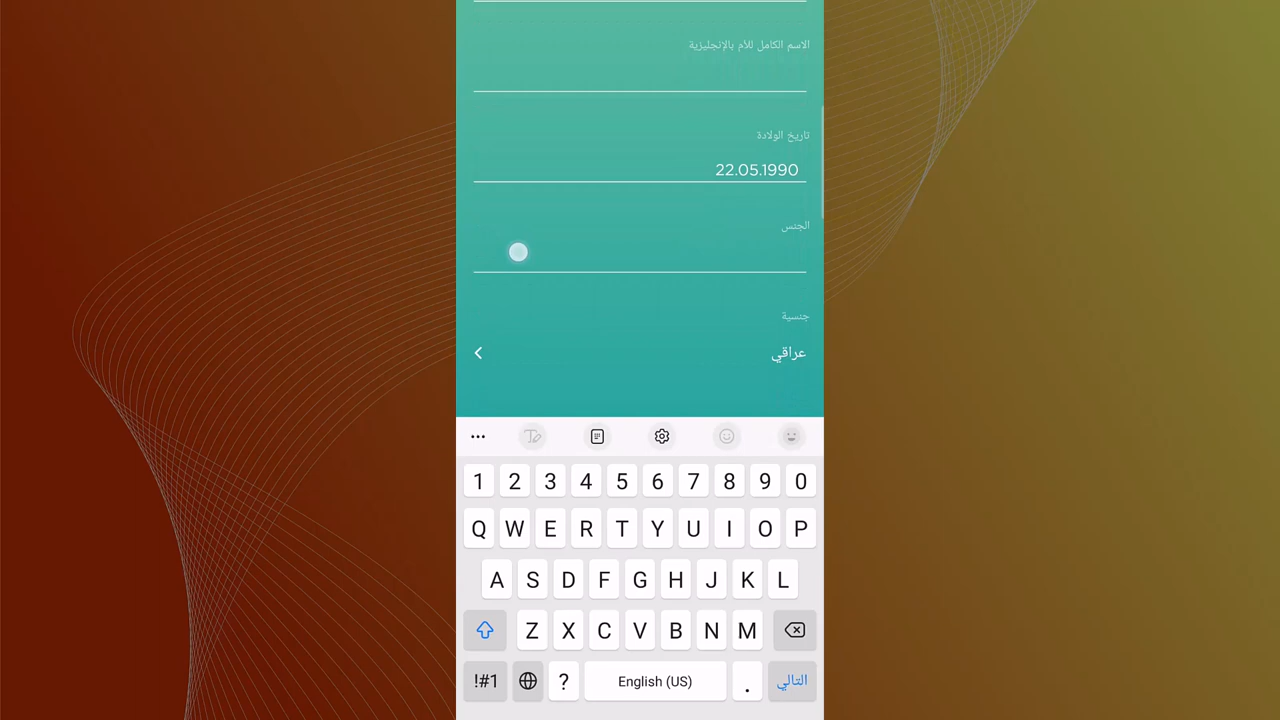 الاسم الكامل للأم بالإنجليزية
تاريخ الولادة
22.05.1990
الجنس
جنسية
عراقي
1 2 3 4 5 6 7 8 9 0
Q W E R T Y U I O P
A S D F G H J K L
Z X C V B N M
!#1 ? English (US) . التالي